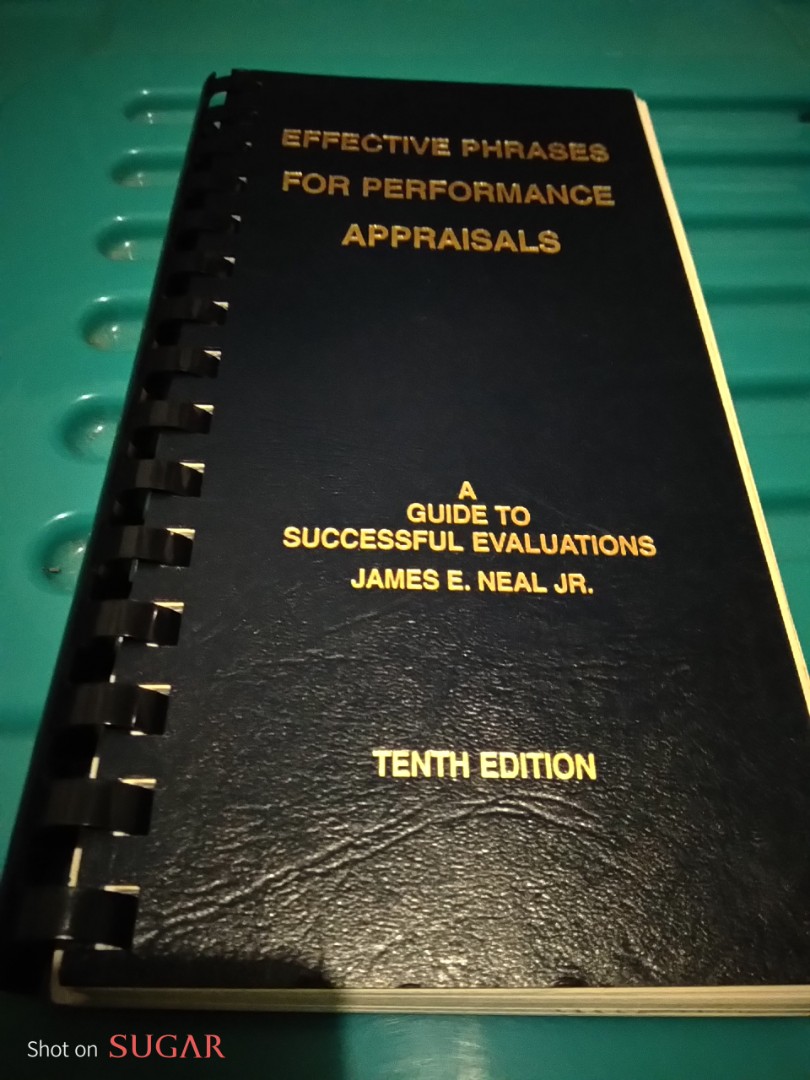 EFFECTIVE PHRASES
FOR PERFORMANCE
APPRAISALS
A
GUIDE TO
SUCCESSFUL EVALUATIONS
JAMES E. NEAL JR.
TENTH EDITION
Shot on SUGAR